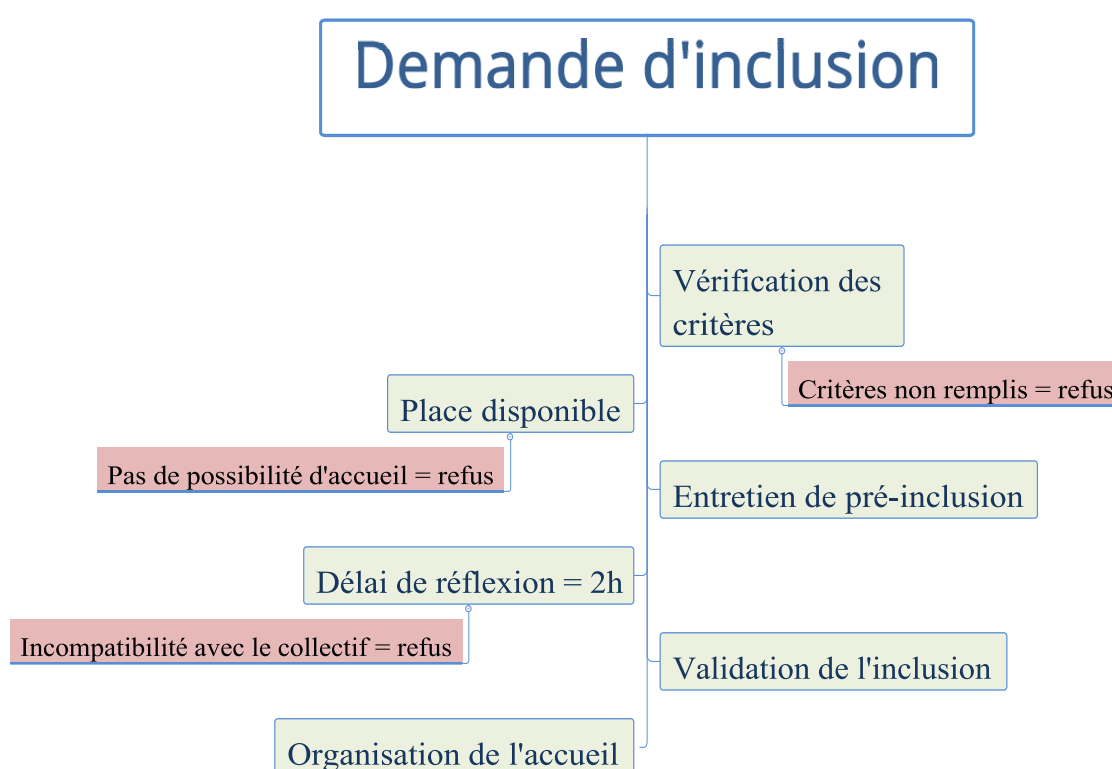 Demande d'inclusion
Vérification des
critères
Critères non remplis = refus
Place disponible
Pas de possibilité d'accueil = refus
Entretien de pré-inclusion
Délai de réflexion = 2h
Incompatibilité avec le collectif = refus
Validation de l'inclusion
Organisation de l'accueil